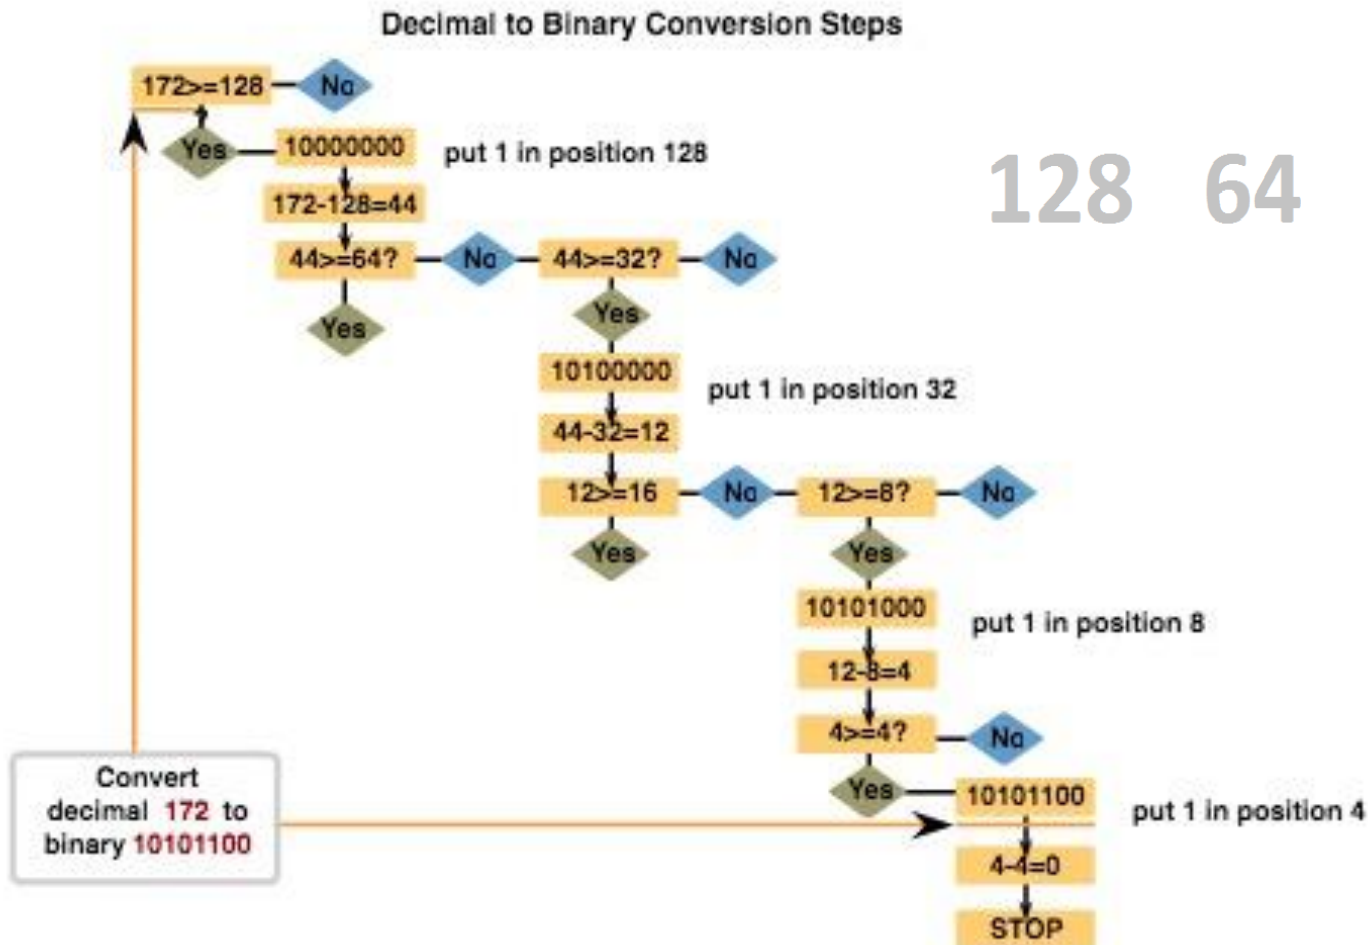 Decimal to Binary Conversion Steps
172>=128
No
Yes
10000000
put 1 in position 128
128 64
172-128=44
44>=64?
No
44>=32?
No
Yes
Yes
10100000
put 1 in position 32
44-32=12
12>=16
No
12>=8?
No
Yes
Yes
10101000
put 1 in position 8
12-8=4
4>=4?
No
Yes
10101100
put 1 in position 4
4-4=0
STOP
Convert
decimal 172 to
binary 10101100